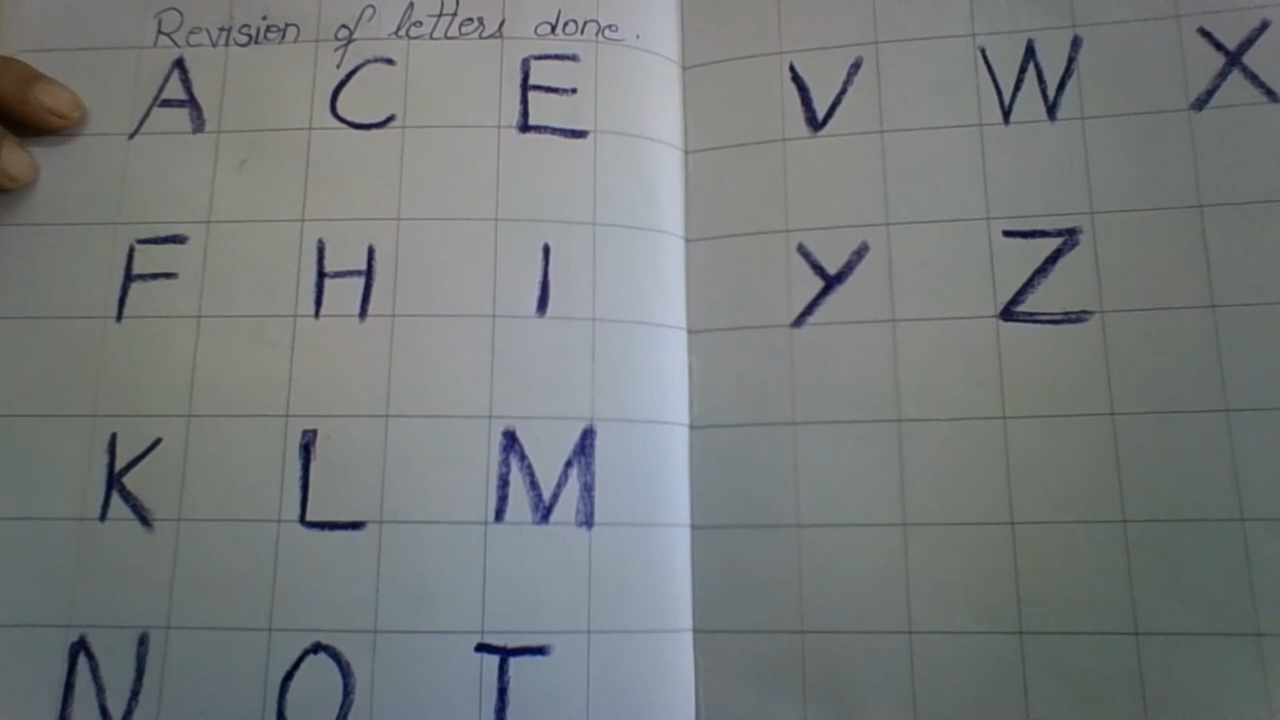 Revision of letters done.
A C E
F H I
K L M
N O T
V W X
Y Z